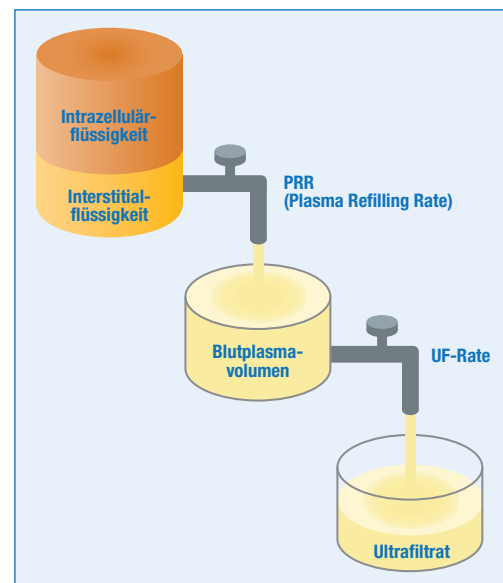 Intrazellulär-
flüssigkeit
Interstitial-
flüssigkeit
PRR
(Plasma Refilling Rate)
Blutplasma-
volumen
UF-Rate
Ultrafiltrat